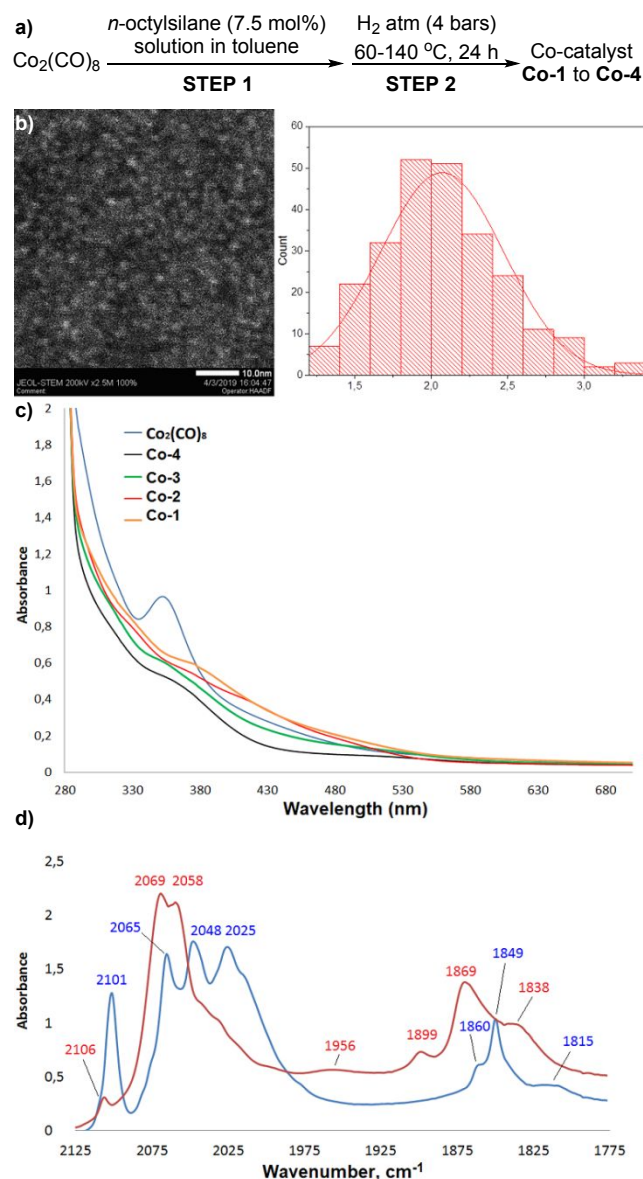 a)
n-octylsilane (7.5 mol%)
solution in toluene
H₂ atm (4 bars)
60-140 °C, 24 h
Co₂(CO)₈
STEP 1
STEP 2
Co-catalyst
Co-1 to Co-4
b)
10.0nm
JEOL-STEM 200kV x2.5M 100%
4/3/2019 16:04:47
Comment:
Operator:HAADF
60
50
40
30
20
10
0
Count
1,5
2,0
2,5
3,0
c)
2
1,8
1,6
1,4
1,2
1
0,8
0,6
0,4
0,2
0
Absorbance
Co₂(CO)₈
Co-4
Co-3
Co-2
Co-1
280
330
380
430
480
530
580
630
680
Wavelength (nm)
d)
2,5
2
1,5
1
0,5
0
Absorbance
2069
2058
2065
2048
2025
2101
2106
1956
1899
1869
1849
1838
1860
1815
2125
2075
2025
1975
1925
1875
1825
1775
Wavenumber, cm⁻¹